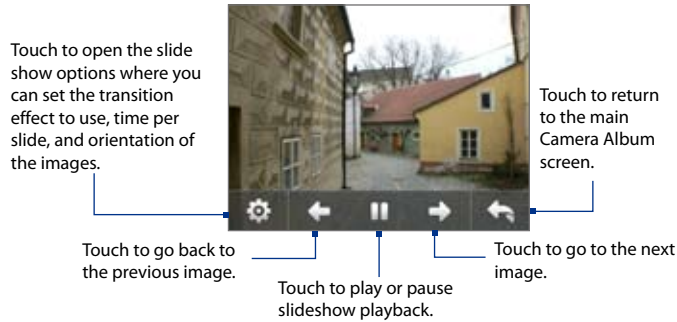 Touch to open the slide
show options where you
can set the transition
effect to use, time per
slide, and orientation of
the images.
Touch to return
to the main
Camera Album
screen.
Touch to go back to
the previous image.
Touch to play or pause
slideshow playback.
Touch to go to the next
image.